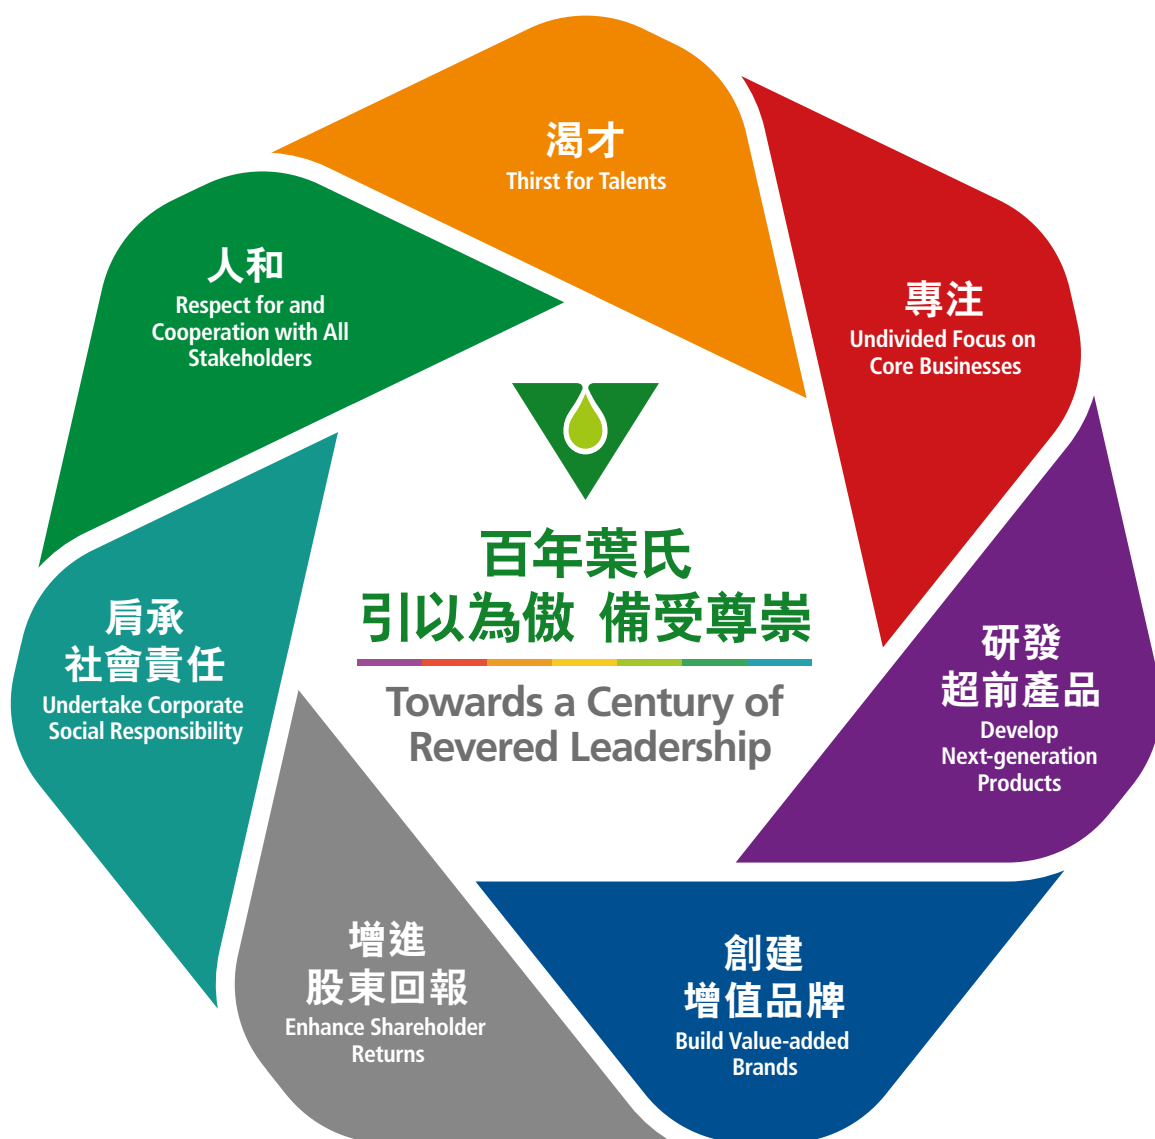 渴才
Thirst for Talents
專注
Undivided Focus on
Core Businesses
研發
超前產品
Develop
Next-generation
Products
創建
增值品牌
Build Value-added
Brands
增進
股東回報
Enhance Shareholder
Returns
肩承
社會責任
Undertake Corporate
Social Responsibility
人和
Respect for and
Cooperation with All
Stakeholders
百年葉氏
引以為傲 備受尊崇
Towards a Century of
Revered Leadership